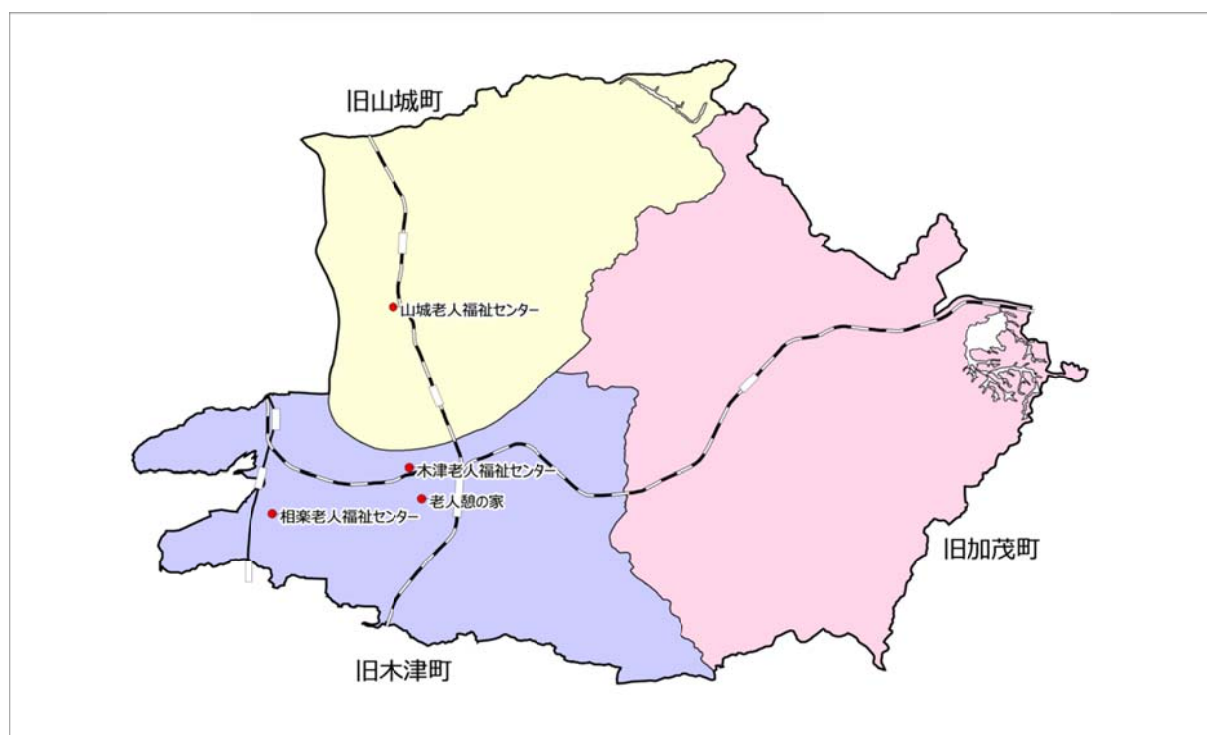 旧山城町
山城老人福祉センター
木津老人福祉センター
老人憩の家
相楽老人福祉センター
旧加茂町
旧木津町